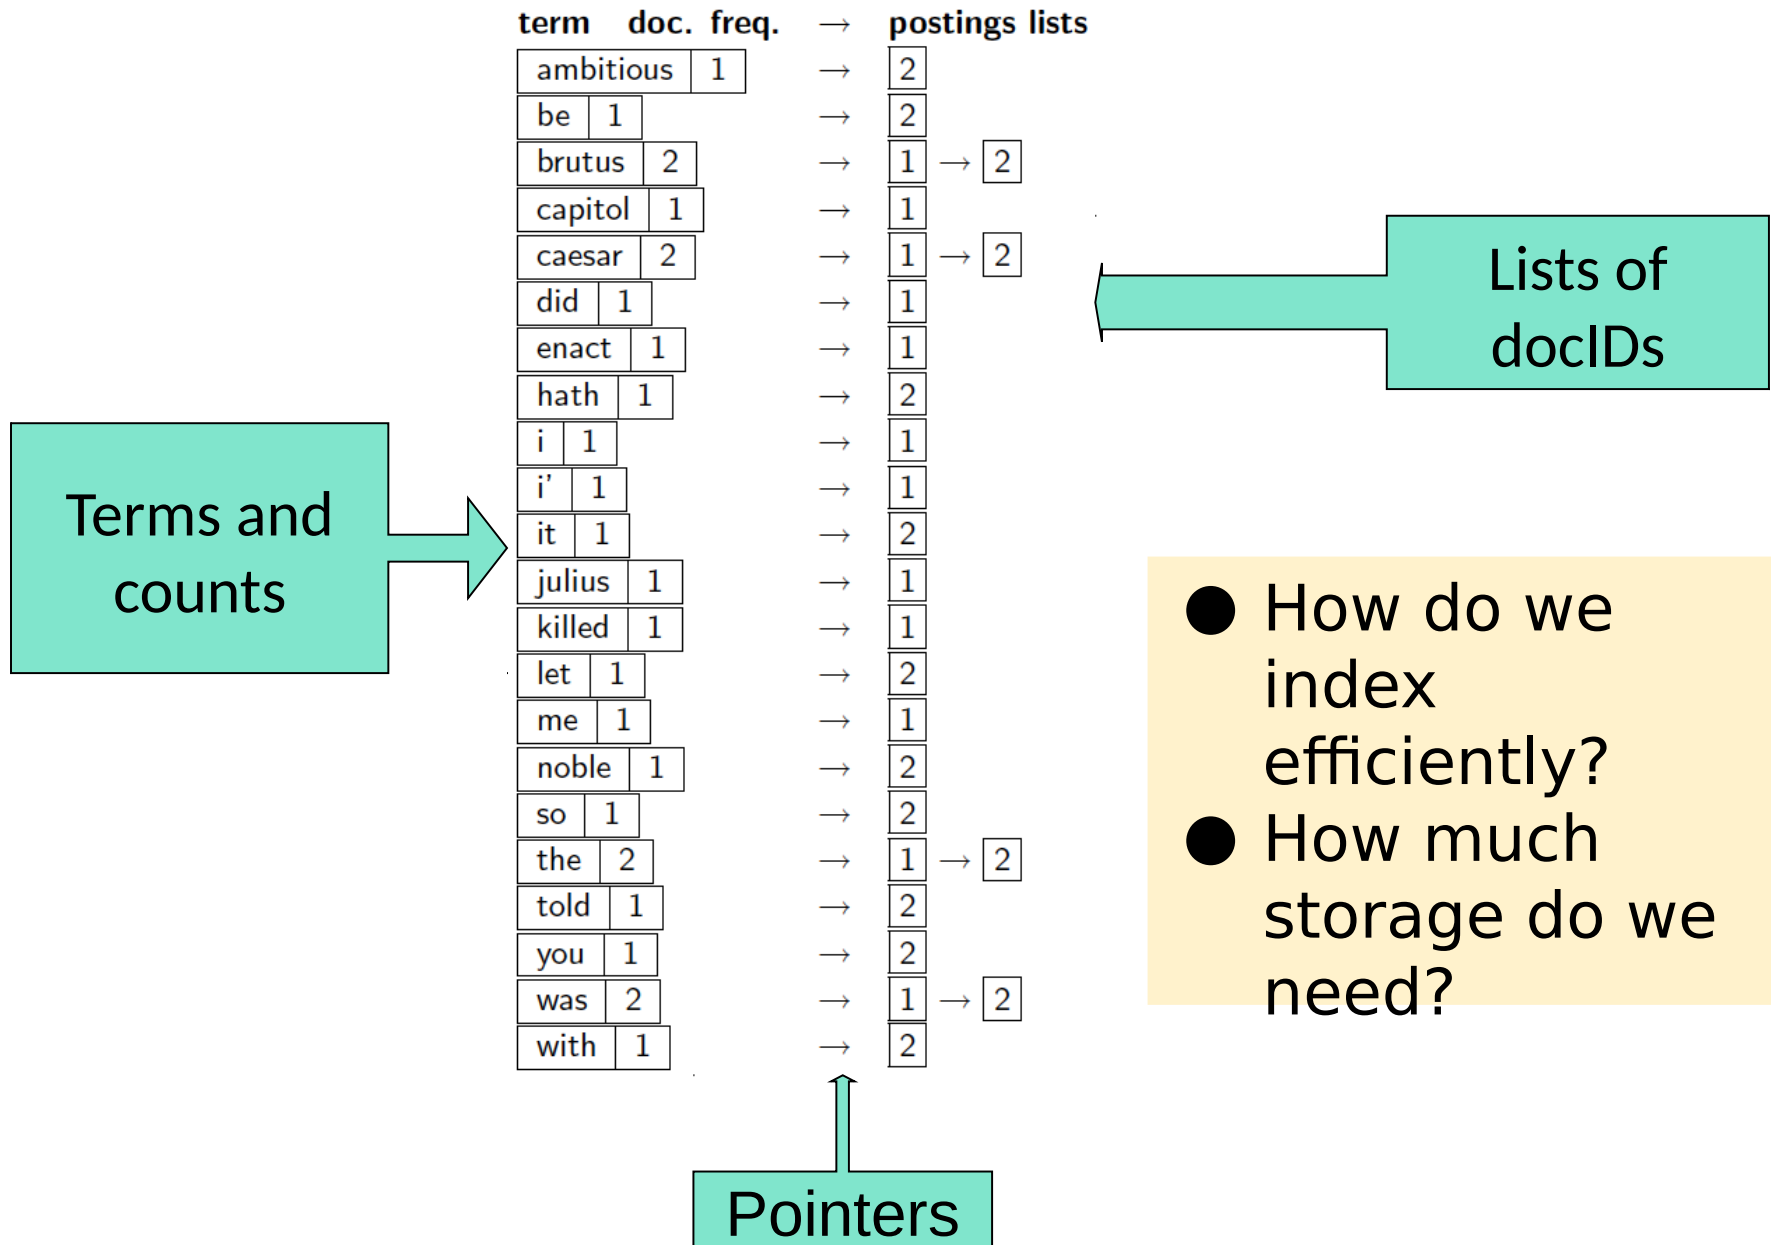 term doc. freq. → postings lists
ambitious 1 → 2
be 1 → 2
brutus 2 → 1 → 2
capitol 1 → 1
caesar 2 → 1 → 2
did 1 → 1
enact 1 → 1
hath 1 → 2
i 1 → 1
i' 1 → 1
it 1 → 2
julius 1 → 1
killed 1 → 1
let 1 → 2
me 1 → 1
noble 1 → 2
so 1 → 2
the 2 → 1 → 2
told 1 → 2
you 1 → 2
was 2 → 1 → 2
with 1 → 2
Terms and
counts
Lists of
docIDs
● How do we
index
efficiently?
● How much
storage do we
need?
Pointers